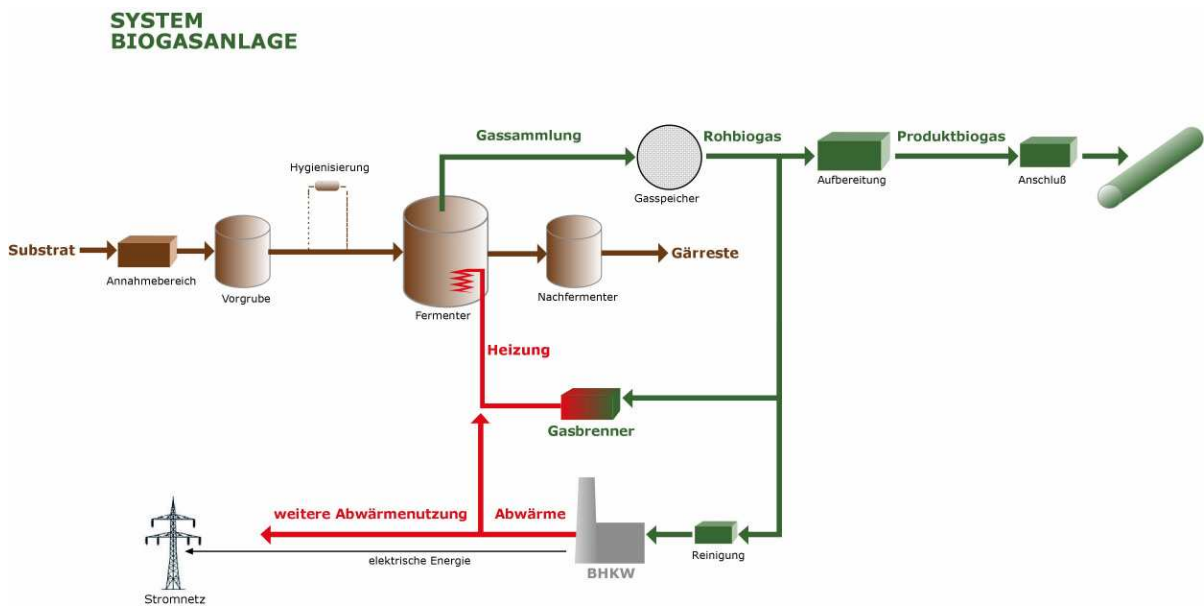 SYSTEM
BIOGASANLAGE
Gassammlung
Rohbiogas
Produktbiogas
Hygienisierung
Gasspeicher
Aufbereitung
Anschluß
Substrat
Gärreste
Annahmebereich
Vorgrube
Fermenter
Nachfermenter
Heizung
Gasbrenner
weitere Abwärmenutzung
Abwärme
elektrische Energie
Reinigung
BHKW
Stromnetz